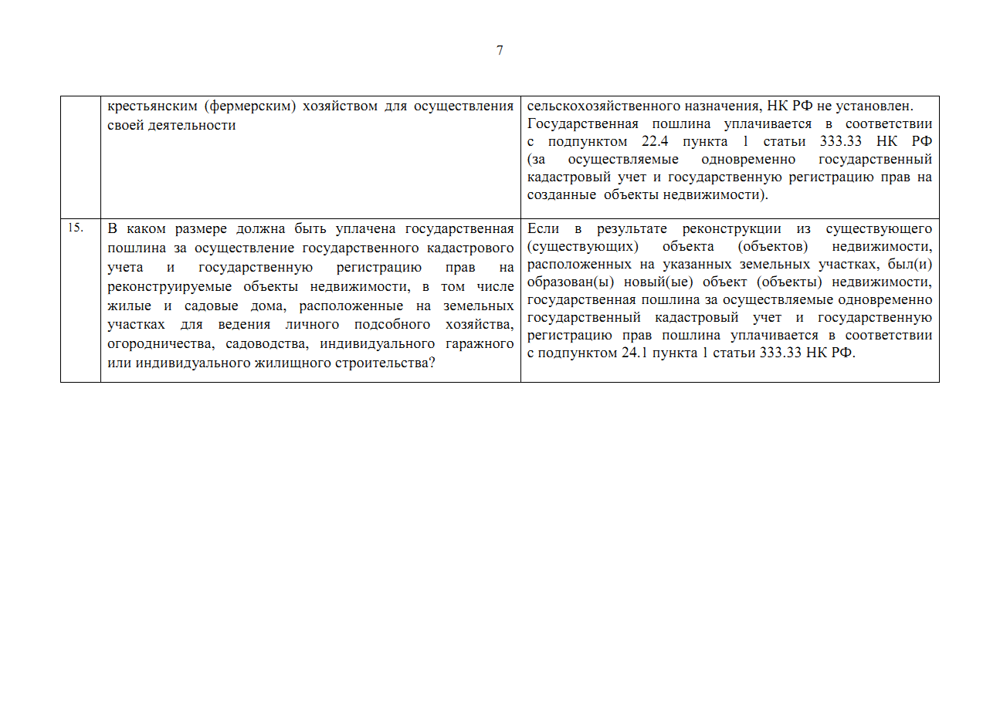 7
крестьянским (фермерским) хозяйством для осуществления
своей деятельности
сельскохозяйственного назначения, НК РФ не установлен.
Государственная пошлина уплачивается в соответствии
с подпунктом 22.4 пункта 1 статьи 333.33 НК РФ
(за осуществляемые одновременно государственный
кадастровый учет и государственную регистрацию прав на
созданные объекты недвижимости).
15.
В каком размере должна быть уплачена государственная
пошлина за осуществление государственного кадастрового
учета и государственную регистрацию прав на
реконструируемые объекты недвижимости, в том числе
жилые и садовые дома, расположенные на земельных
участках для ведения личного подсобного хозяйства,
огородничества, садоводства, индивидуального гаражного
или индивидуального жилищного строительства?
Если в результате реконструкции из существующего
(существующих) объекта (объектов) недвижимости,
расположенных на указанных земельных участках, был(и)
образован(ы) новый(ые) объект (объекты) недвижимости,
государственная пошлина за осуществляемые одновременно
государственный кадастровый учет и государственную
регистрацию прав пошлина уплачивается в соответствии
с подпунктом 24.1 пункта 1 статьи 333.33 НК РФ.